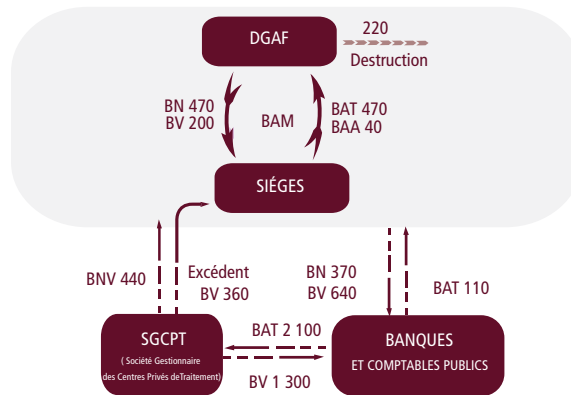 DGAF
220
Destruction
BN 470
BV 200
BAM
BAT 470
BAA 40
SIÉGES
BNV 440
Excédent
BV 360
BN 370
BV 640
BAT 110
SGCPT
( Société Gestionnaire
des Centres Privés deTraitement)
BAT 2 100
BV 1 300
BANQUES
ET COMPTABLES PUBLICS